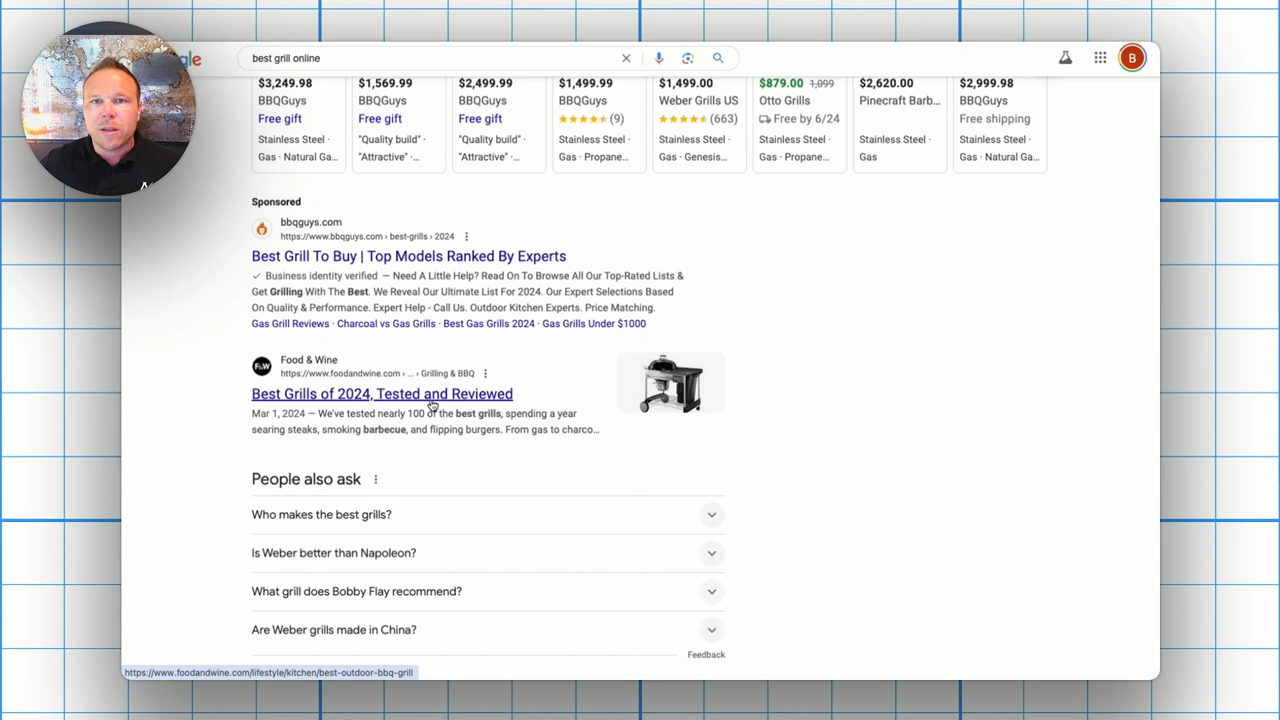 gle
best grill online
B
$3,249.98
BBQGuys
Free gift
Stainless Steel ·
Gas · Natural Ga...
$1,569.99
BBQGuys
Free gift
"Quality build" ·
"Attractive" ·...
$2,499.99
BBQGuys
Free gift
"Quality build" ·
"Attractive" ·...
$1,499.99
BBQGuys
(9)
Stainless Steel ·
Gas · Propane...
$1,499.00
Weber Grills US
(663)
Stainless Steel ·
Gas · Genesis...
$879.00 1,099
Otto Grills
Free by 6/24
Stainless Steel ·
Gas · Propane...
$2,620.00
Pinecraft Barb...
Stainless Steel ·
Gas
$2,999.98
BBQGuys
Free shipping
Stainless Steel ·
Gas · Natural Ga...
Sponsored
bbqguys.com
https://www.bbqguys.com › best-grills › 2024
Best Grill To Buy | Top Models Ranked By Experts
✓ Business identity verified — Need A Little Help? Read On To Browse All Our Top-Rated Lists &
Get Grilling With The Best. We Reveal Our Ultimate List For 2024. Our Expert Selections Based
On Quality & Performance. Expert Help - Call Us. Outdoor Kitchen Experts. Price Matching.
Gas Grill Reviews · Charcoal vs Gas Grills · Best Gas Grills 2024 · Gas Grills Under $1000
F&W
Food & Wine
https://www.foodandwine.com › ... › Grilling & BBQ
Best Grills of 2024, Tested and Reviewed
Mar 1, 2024 — We've tested nearly 100 of the best grills, spending a year
searing steaks, smoking barbecue, and flipping burgers. From gas to charco...
People also ask
Who makes the best grills?
Is Weber better than Napoleon?
What grill does Bobby Flay recommend?
Are Weber grills made in China?
Feedback
https://www.foodandwine.com/lifestyle/kitchen/best-outdoor-bbq-grill